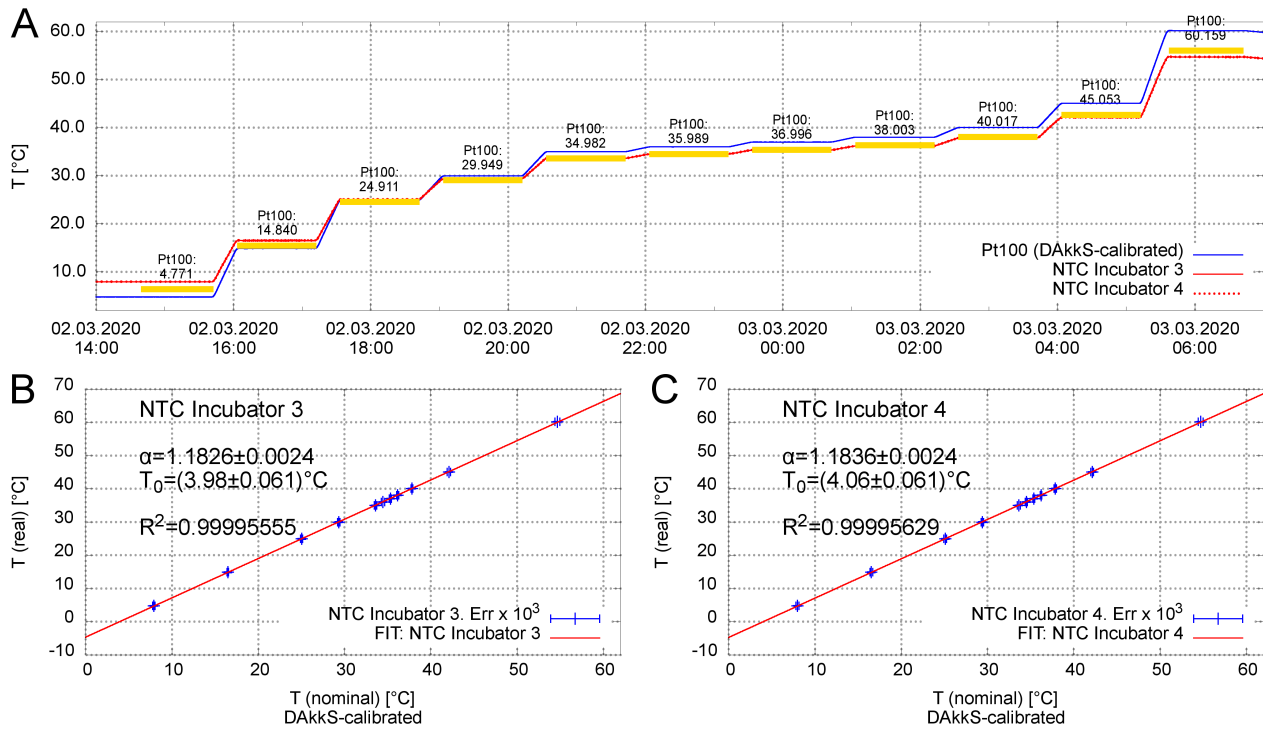 A
60.0
50.0
40.0
30.0
20.0
10.0
T [°C]
Pt100:
4.771
Pt100:
14.840
Pt100:
24.911
Pt100:
29.949
Pt100:
34.982
Pt100:
35.989
Pt100:
36.996
Pt100:
38.003
Pt100:
40.017
Pt100:
45.053
Pt100:
60.159
Pt100 (DAkkS-calibrated)
NTC Incubator 3
NTC Incubator 4
02.03.2020 02.03.2020 02.03.2020 02.03.2020 02.03.2020 03.03.2020 03.03.2020 03.03.2020 03.03.2020
14:00 16:00 18:00 20:00 22:00 00:00 02:00 04:00 06:00
B
70
60
50
40
30
20
10
0
-10
T (real) [°C]
NTC Incubator 3
α=1.1826±0.0024
T₀=(3.98±0.061)°C
R²=0.99995555
NTC Incubator 3. Err x 10³
FIT: NTC Incubator 3
0 10 20 30 40 50 60
T (nominal) [°C]
DAkkS-calibrated
C
70
60
50
40
30
20
10
0
-10
T (real) [°C]
NTC Incubator 4
α=1.1836±0.0024
T₀=(4.06±0.061)°C
R²=0.99995629
NTC Incubator 4. Err x 10³
FIT: NTC Incubator 4
0 10 20 30 40 50 60
T (nominal) [°C]
DAkkS-calibrated